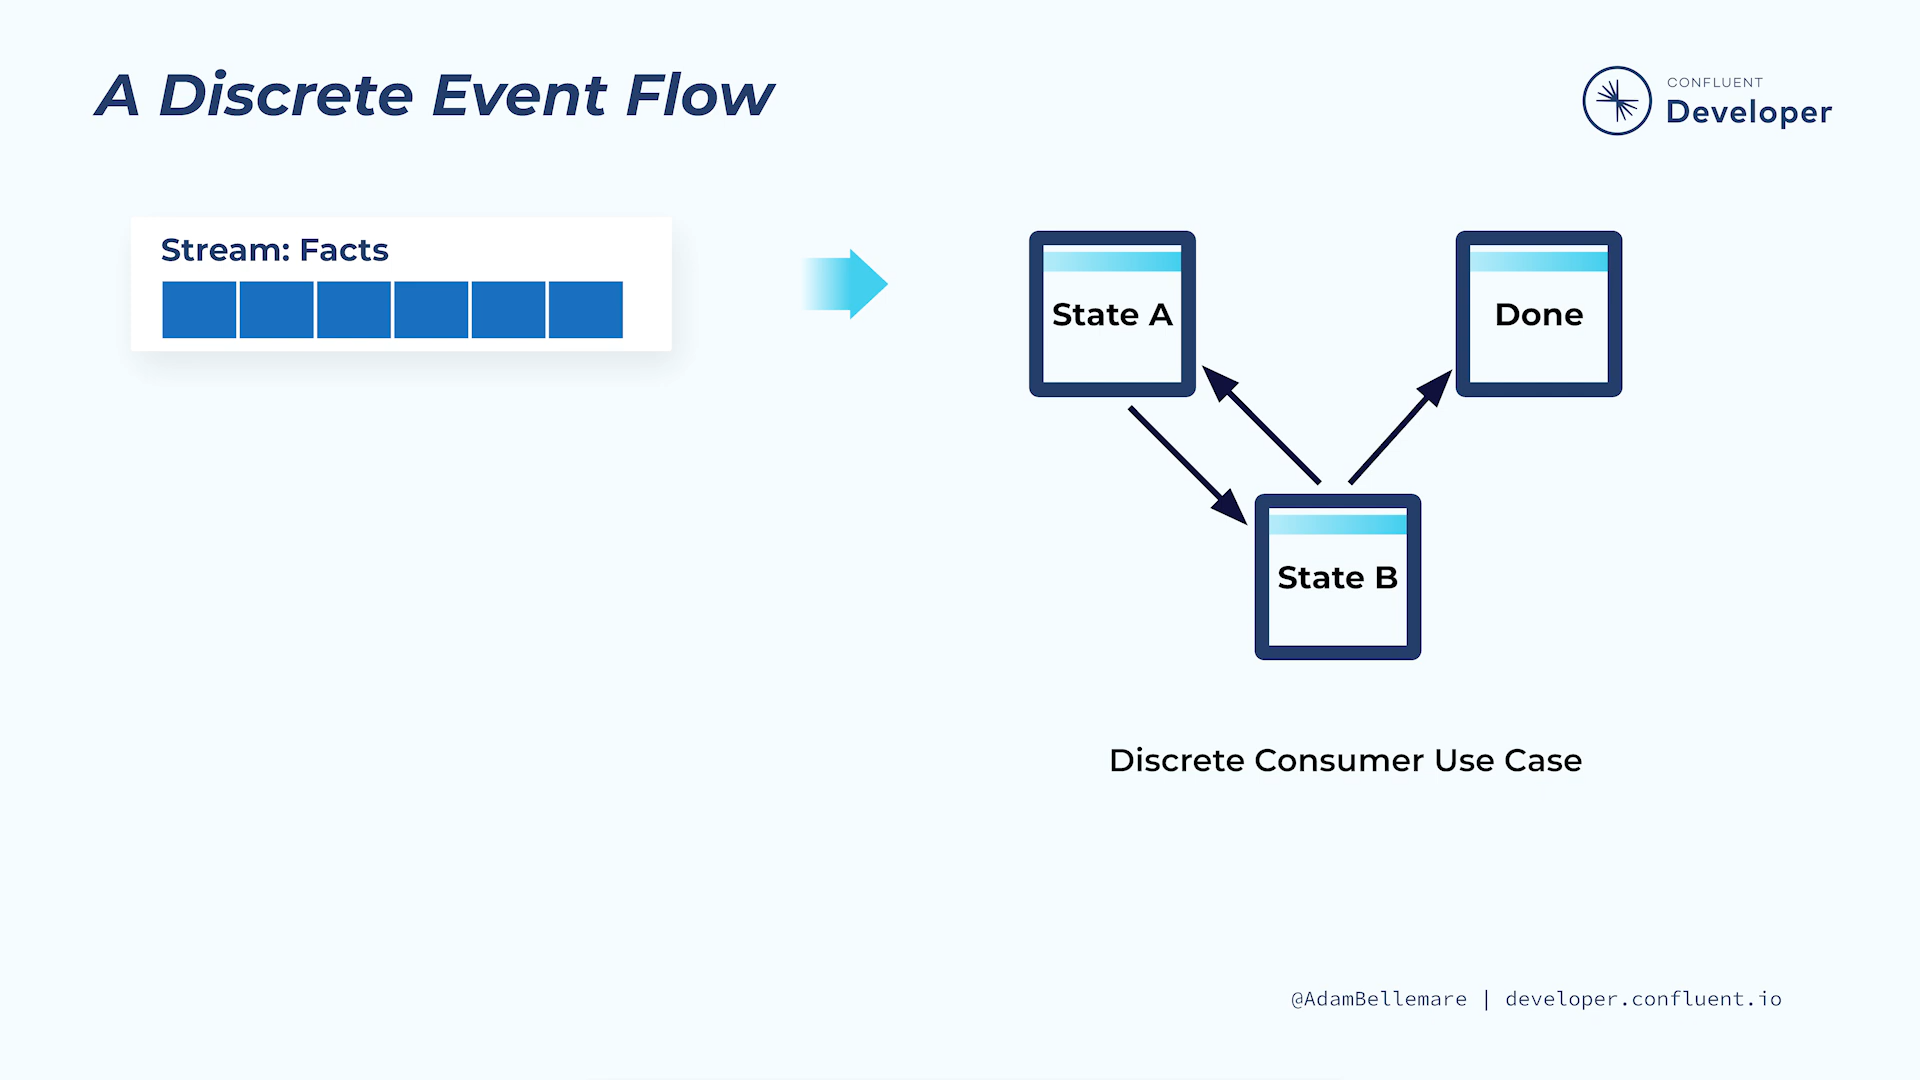 A Discrete Event Flow
CONFLUENT
Developer
Stream: Facts
State A
Done
State B
Discrete Consumer Use Case
@AdamBellemare | developer.confluent.io